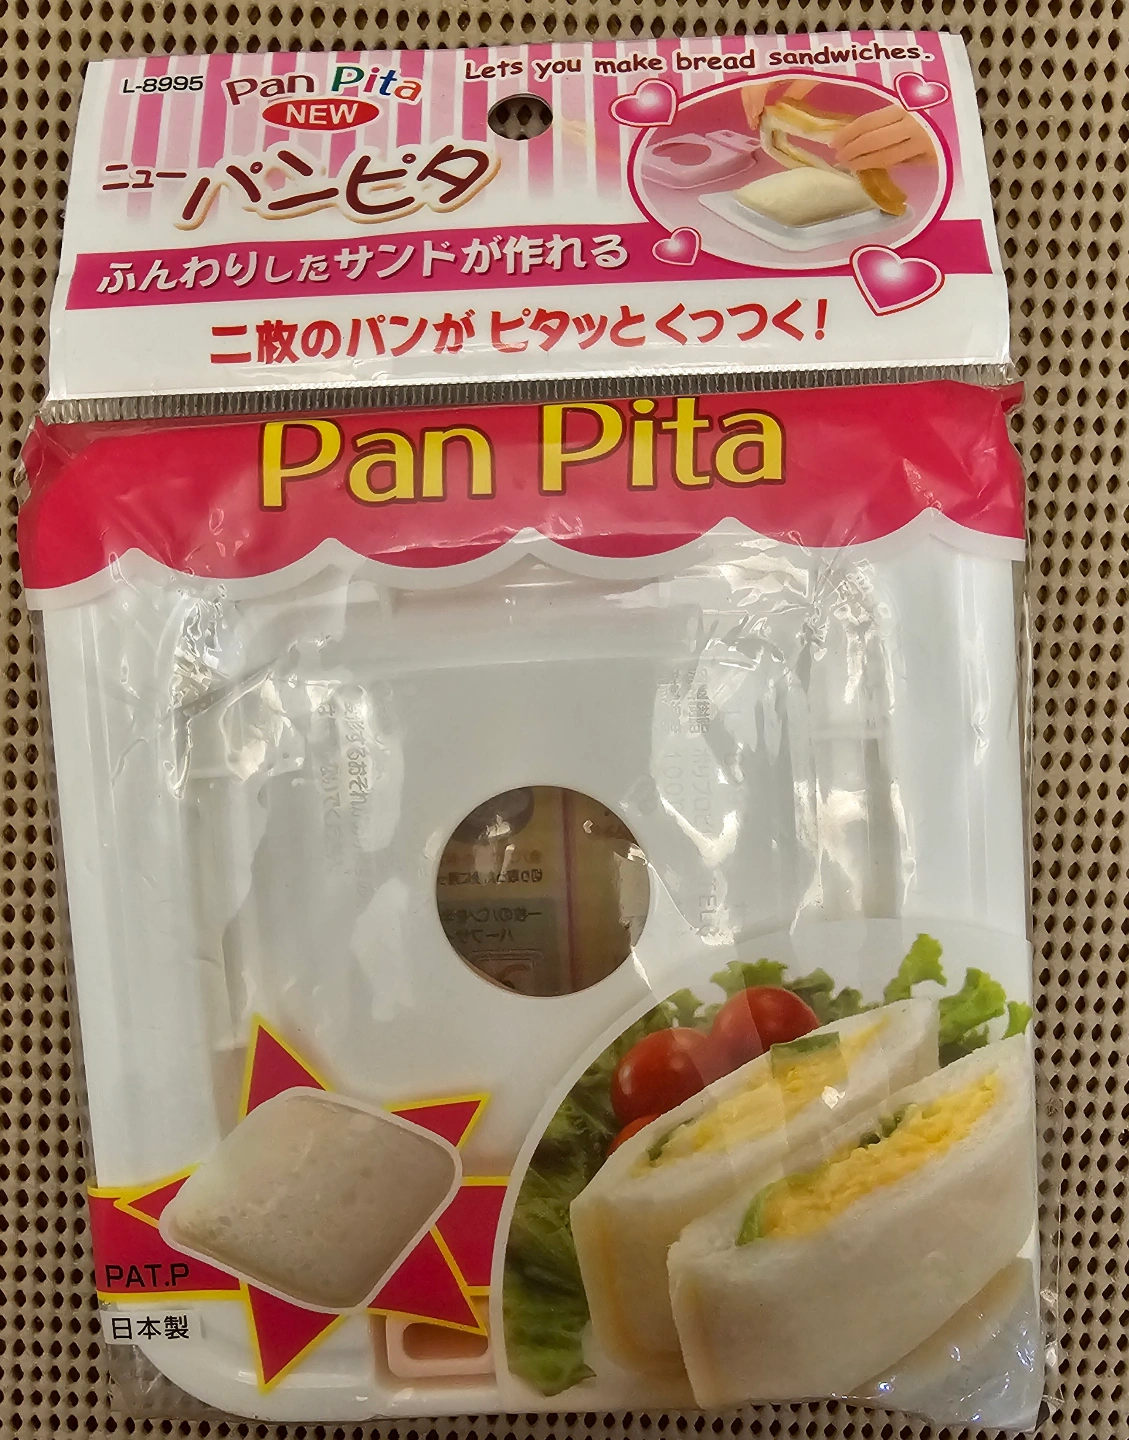 L-8995
Pan Pita
NEW
Lets you make bread sandwiches.
ニューパンピタ
ふんわりしたサンドが作れる
二枚のパンがピタッとくっつく!
Pan Pita
PAT.P
日本製